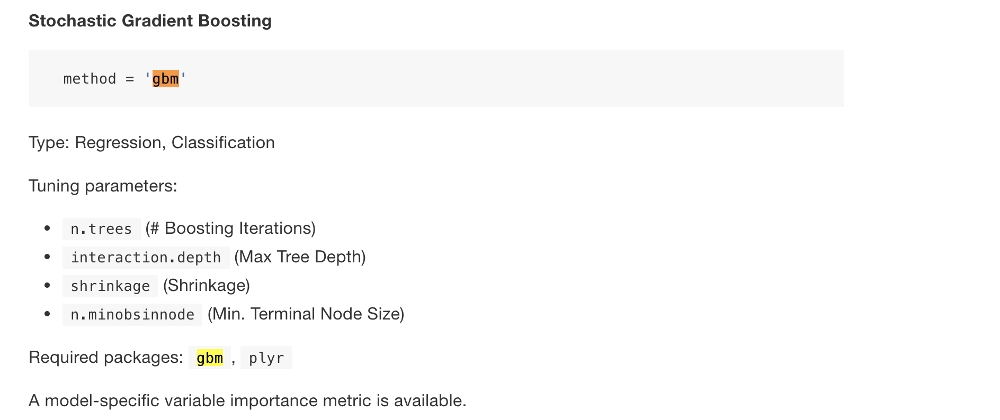 Stochastic Gradient Boosting
method = 'gbm'
Type: Regression, Classification
Tuning parameters:
• n.trees (# Boosting Iterations)
• interaction.depth (Max Tree Depth)
• shrinkage (Shrinkage)
• n.minobsinnode (Min. Terminal Node Size)
Required packages: gbm , plyr
A model-specific variable importance metric is available.